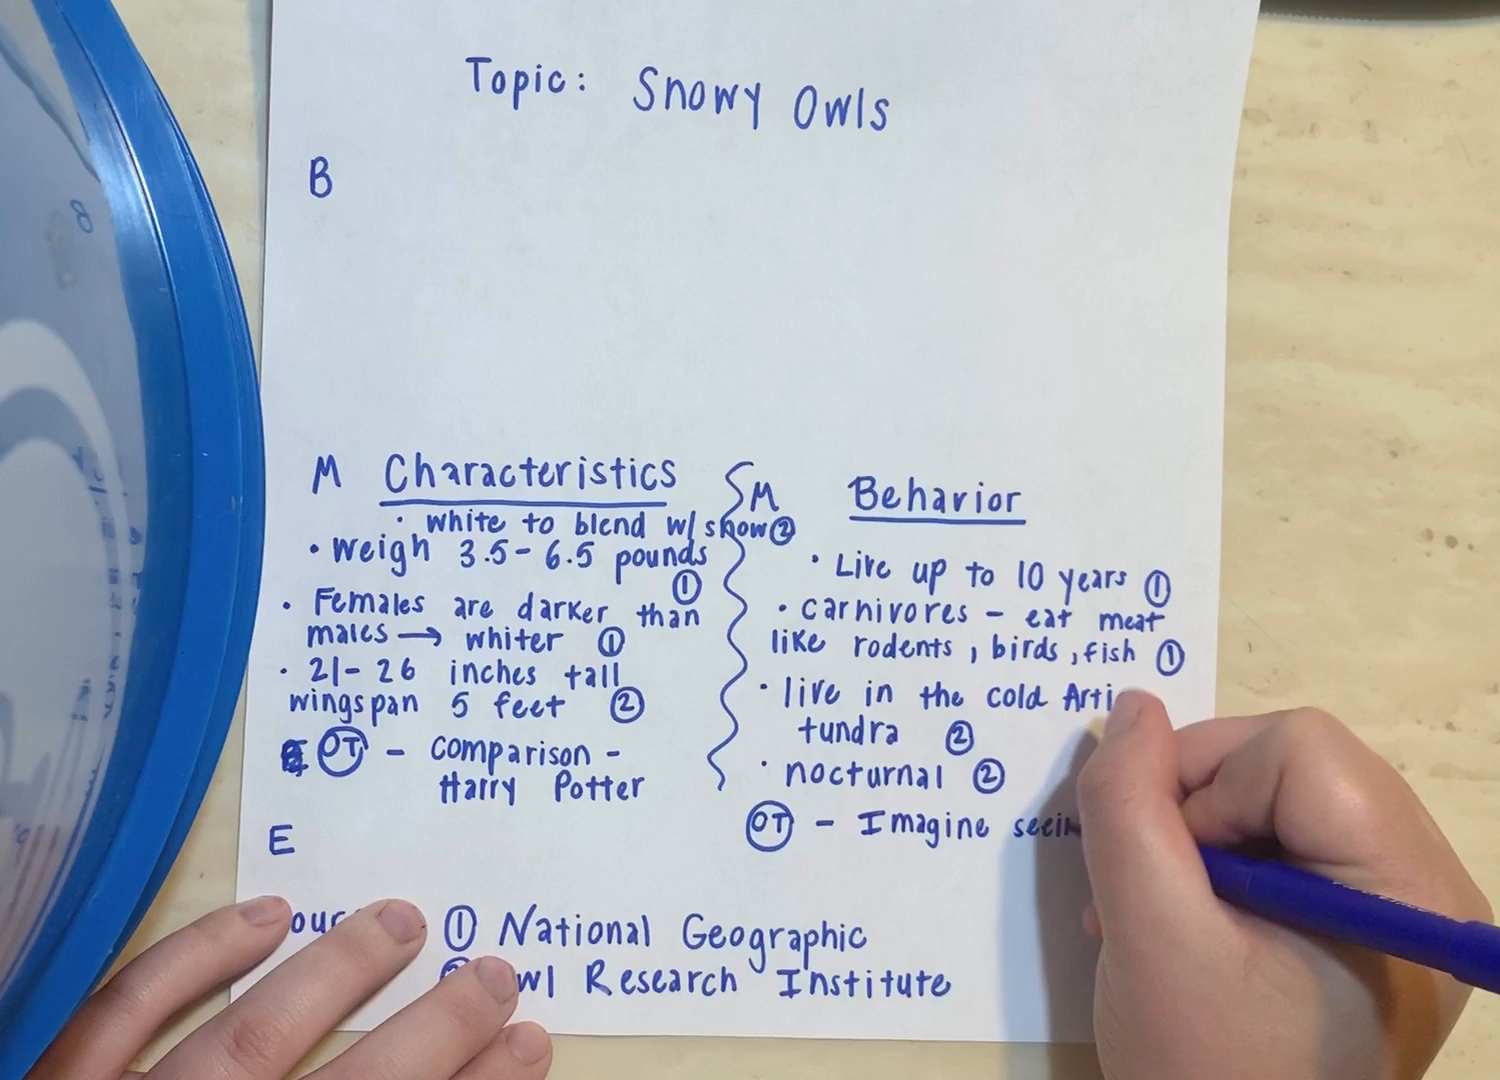 Topic: Snowy Owls
B
M Characteristics
• white to blend w/ snow ②
• weigh 3.5-6.5 pounds ①
• Females are darker than
males → whiter ①
• 21-26 inches tall
wingspan 5 feet ②
OT - comparison -
Harry Potter
M Behavior
• Live up to 10 years ①
• carnivores - eat meat
like rodents, birds, fish ①
• live in the cold Arti
tundra ②
• nocturnal ②
OT - Imagine
E
① National Geographic
Research Institute